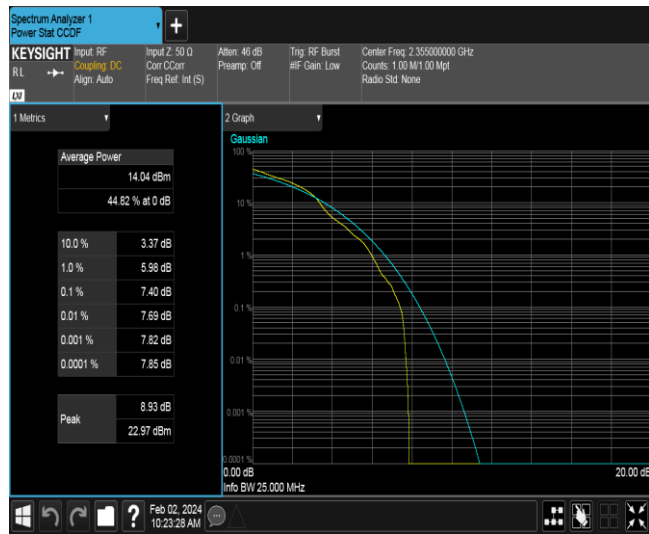 Spectrum Analyzer 1
Power Stat CCDF
+
KEYSIGHT
RL
LXI
Input: RF
Coupling: DC
Align: Auto
Input Z: 50 Ω
Corr CCorr
Freq Ref: Int (S)
Atten: 46 dB
Preamp: Off
Trig: RF Burst
#IF Gain: Low
Center Freq: 2.355000000 GHz
Counts: 1.00 M/1.00 Mpt
Radio Std: None
1 Metrics
Average Power
14.04 dBm
44.82 % at 0 dB
10.0 % 3.37 dB
1.0 % 5.98 dB
0.1 % 7.40 dB
0.01 % 7.69 dB
0.001 % 7.82 dB
0.0001 % 7.85 dB
Peak
8.93 dB
22.97 dBm
2 Graph
Gaussian
100 %
10 %
1 %
0.1 %
0.01 %
0.001 %
0.0001 %
0.00 dB
20.00 dB
Info BW 25.000 MHz
?
Feb 02, 2024
10:23:28 AM